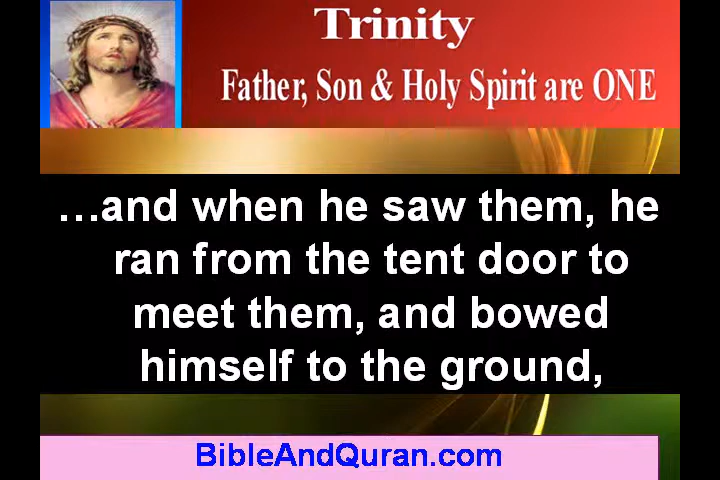 Trinity
Father, Son & Holy Spirit are ONE
…and when he saw them, he
ran from the tent door to
meet them, and bowed
himself to the ground,
BibleAndQuran.com